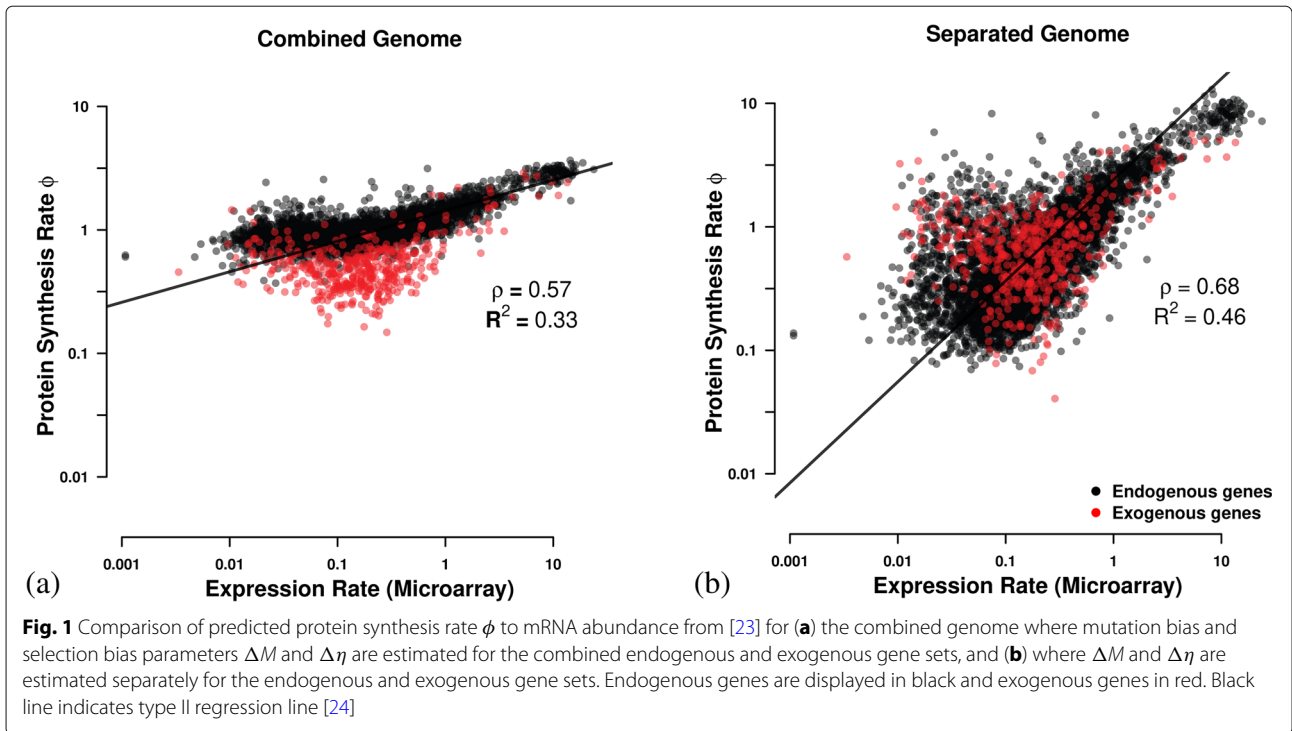 Combined Genome
Protein Synthesis Rate ϕ
10
1
0.1
0.01
ρ = 0.57
R² = 0.33
0.001 0.01 0.1 1 10
(a) Expression Rate (Microarray)
Separated Genome
Protein Synthesis Rate ϕ
10
1
0.1
0.01
ρ = 0.68
R² = 0.46
Endogenous genes
Exogenous genes
0.001 0.01 0.1 1 10
(b) Expression Rate (Microarray)
Fig. 1 Comparison of predicted protein synthesis rate ϕ to mRNA abundance from [23] for (a) the combined genome where mutation bias and
selection bias parameters ΔM and Δη are estimated for the combined endogenous and exogenous gene sets, and (b) where ΔM and Δη are
estimated separately for the endogenous and exogenous gene sets. Endogenous genes are displayed in black and exogenous genes in red. Black
line indicates type II regression line [24]